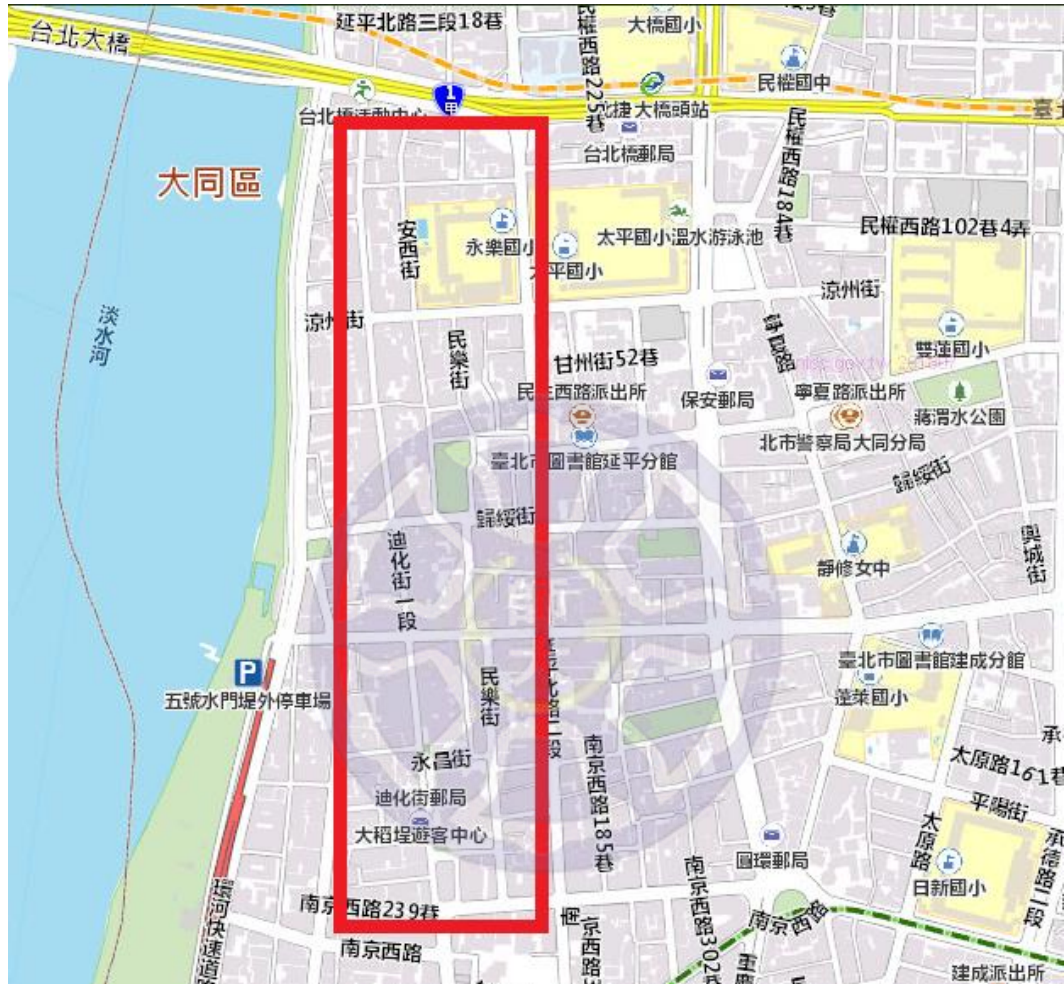 延平北路三段18巷
大橋國小
台北大橋
民權西路225巷
民權國中
1
甲
台北橋活動中心
北捷大橋頭站
台北橋郵局
大同區
民權西路184巷
安西街
永樂國小
太平國小
太平國小溫水游泳池
民權西路102巷4弄
涼州街
涼州街
淡水河
民樂街
甘州街52巷
雙蓮國小
民生西路派出所
保安郵局
寧夏路派出所
蔣渭水公園
臺北市圖書館延平分館
北市警察局大同分局
歸綏街
歸綏街
迪化街一段
靜修女中
興城街
P
五號水門堤外停車場
民樂街
延平北路二段
臺北市圖書館建成分館
蓬萊國小
永昌街
南京西路185巷
太原路161巷
迪化街郵局
平陽街
大稻埕遊客中心
圓環郵局
太原路
承德路二段
日新國小
環河快速道路
南京西路239巷
南京西路
南京西路302巷
南京西路
建成派出所